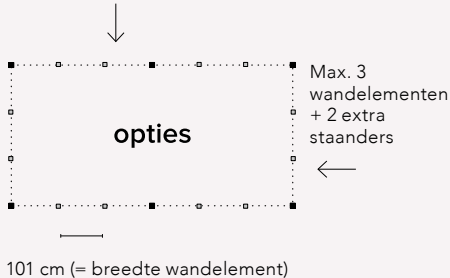 Max. 3
wandelementen
+ 2 extra
staanders
opties
101 cm (= breedte wandelement)